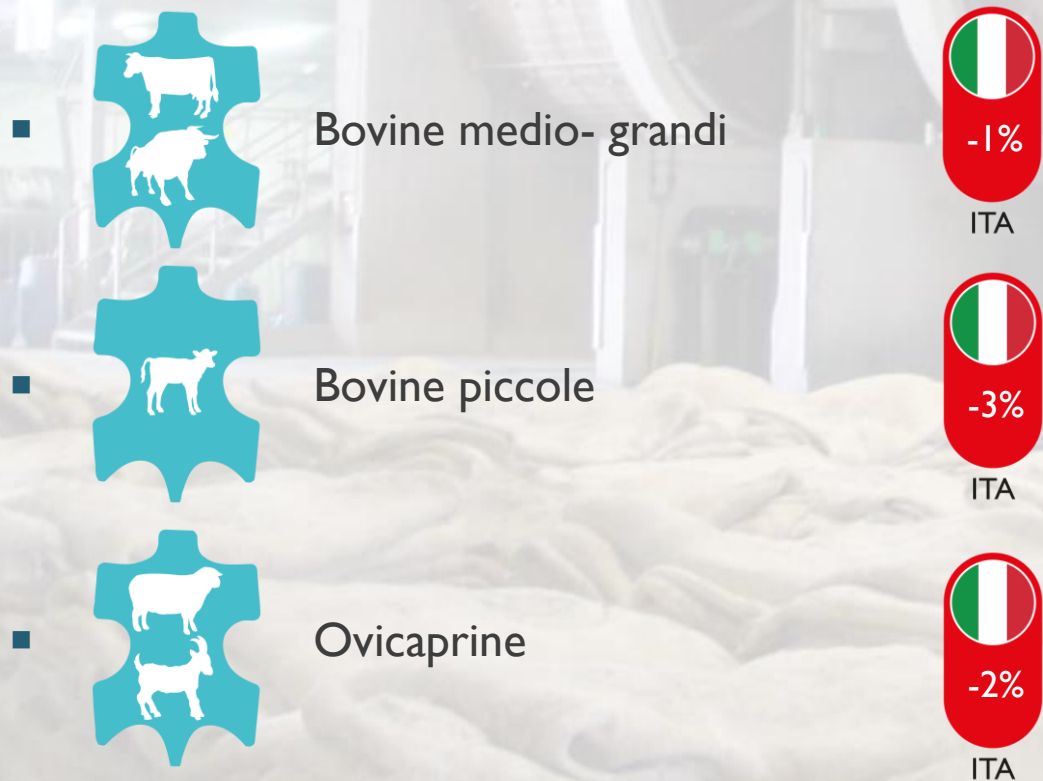 Bovine medio- grandi
-1%
ITA
Bovine piccole
-3%
ITA
Ovicaprine
-2%
ITA